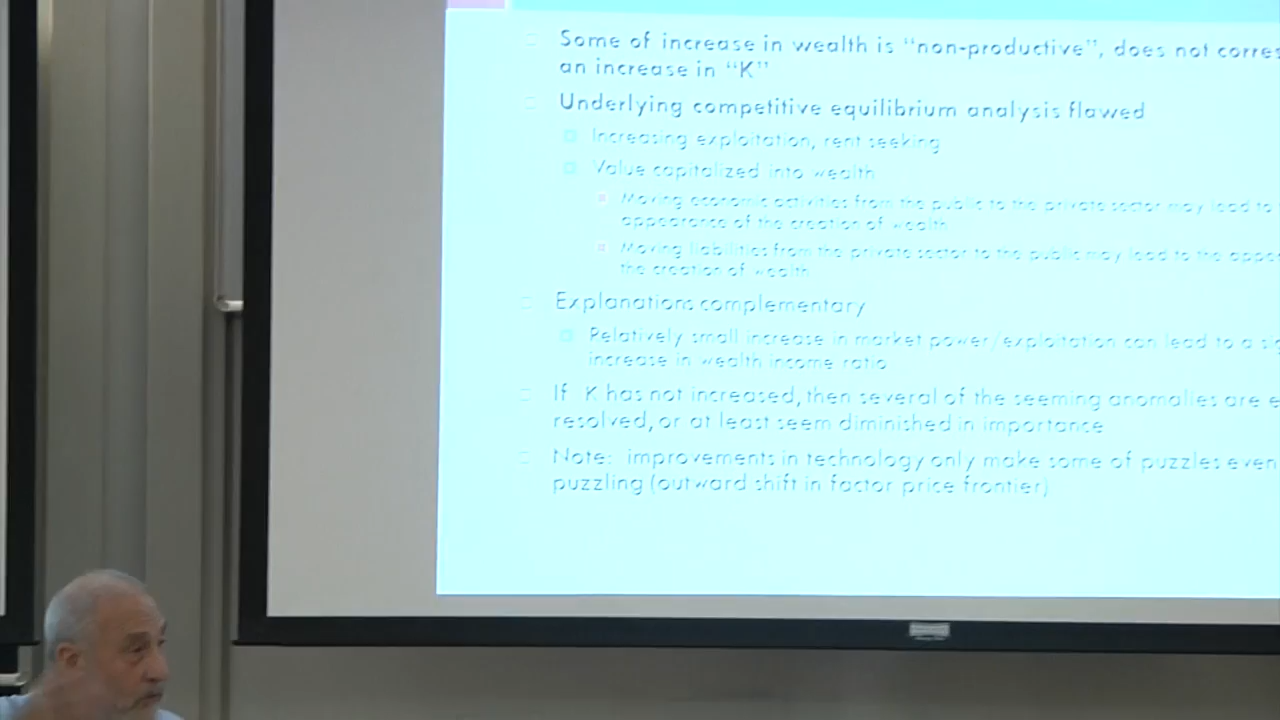 Some of increase in wealth is “non-productive”, does not corres
an increase in “K”
Underlying competitive equilibrium analysis flawed
Increasing exploitation, rent seeking
Value capitalized into wealth
Moving economic activities from the public to the private sector may lead to
appearance of the creation of wealth
Moving liabilities from the private sector to the public may lead to the appea
the creation of wealth
Explanations complementary
Relatively small increase in market power/exploitation can lead to a sig
increase in wealth income ratio
If K has not increased, then several of the seeming anomalies are e
resolved, or at least seem diminished in importance
Note: improvements in technology only make some of puzzles even
puzzling (outward shift in factor price frontier)